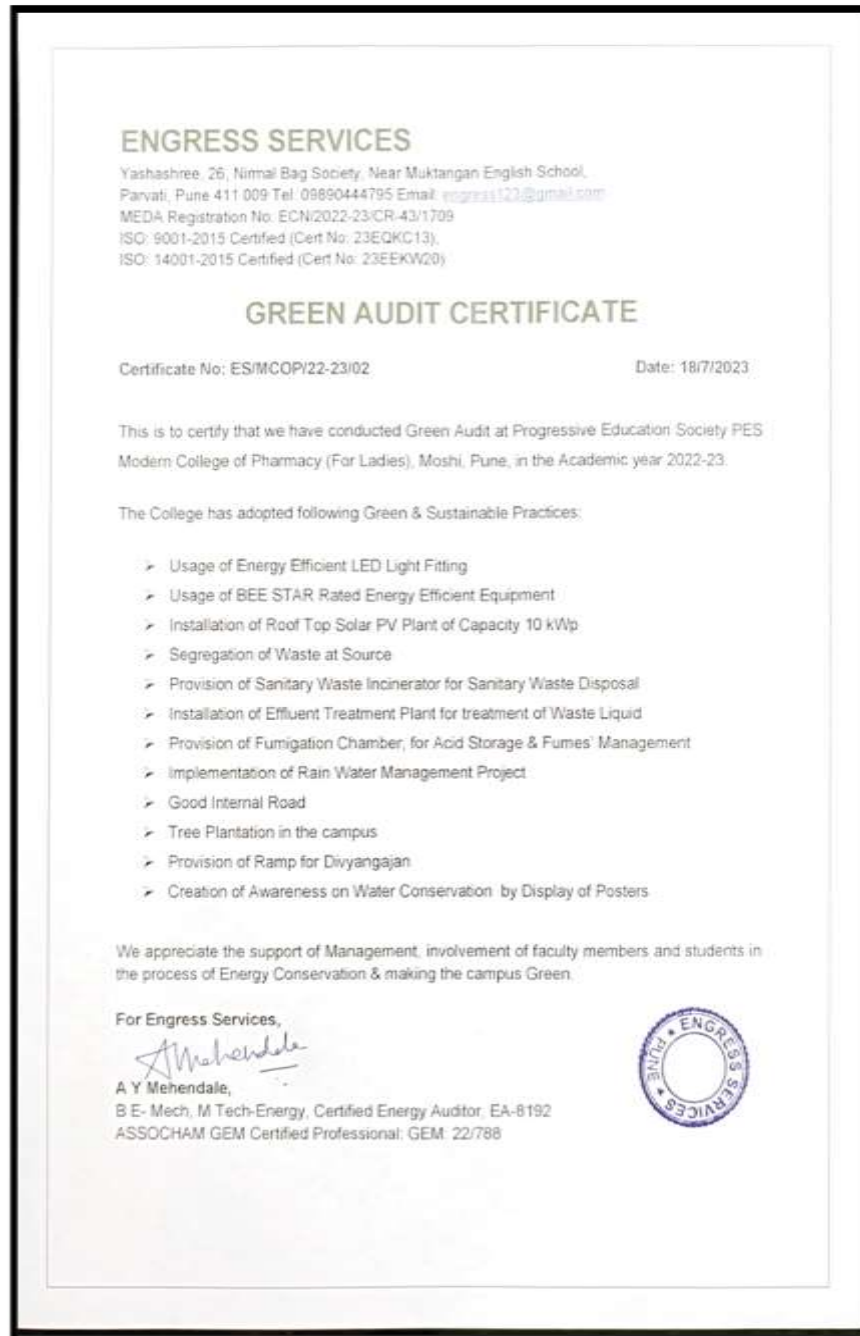 ENGRESS SERVICES
Yashashree, 26, Nirmal Bag Society, Near Muktangan English School,
Parvati, Pune 411 009 Tel: 09890444795 Email: engress123@gmail.com
MEDA Registration No: ECN/2022-23/CR-43/1709
ISO: 9001-2015 Certified (Cert No: 23EQKC13),
ISO: 14001-2015 Certified (Cert No: 23EEKW20)
GREEN AUDIT CERTIFICATE
Certificate No: ES/MCOP/22-23/02 Date: 18/7/2023
This is to certify that we have conducted Green Audit at Progressive Education Society PES
Modern College of Pharmacy (For Ladies), Moshi, Pune, in the Academic year 2022-23.
The College has adopted following Green & Sustainable Practices:
➢ Usage of Energy Efficient LED Light Fitting
➢ Usage of BEE STAR Rated Energy Efficient Equipment
➢ Installation of Roof Top Solar PV Plant of Capacity 10 kWp
➢ Segregation of Waste at Source
➢ Provision of Sanitary Waste Incinerator for Sanitary Waste Disposal
➢ Installation of Effluent Treatment Plant for treatment of Waste Liquid
➢ Provision of Fumigation Chamber, for Acid Storage & Fumes' Management
➢ Implementation of Rain Water Management Project
➢ Good Internal Road
➢ Tree Plantation in the campus
➢ Provision of Ramp for Divyangajan
➢ Creation of Awareness on Water Conservation by Display of Posters
We appreciate the support of Management, involvement of faculty members and students in
the process of Energy Conservation & making the campus Green.
For Engress Services,
AMehendale
A Y Mehendale,
B E- Mech, M Tech-Energy, Certified Energy Auditor, EA-8192
ASSOCHAM GEM Certified Professional: GEM: 22/788
★ ENGRESS SERVICES ★ PUNE